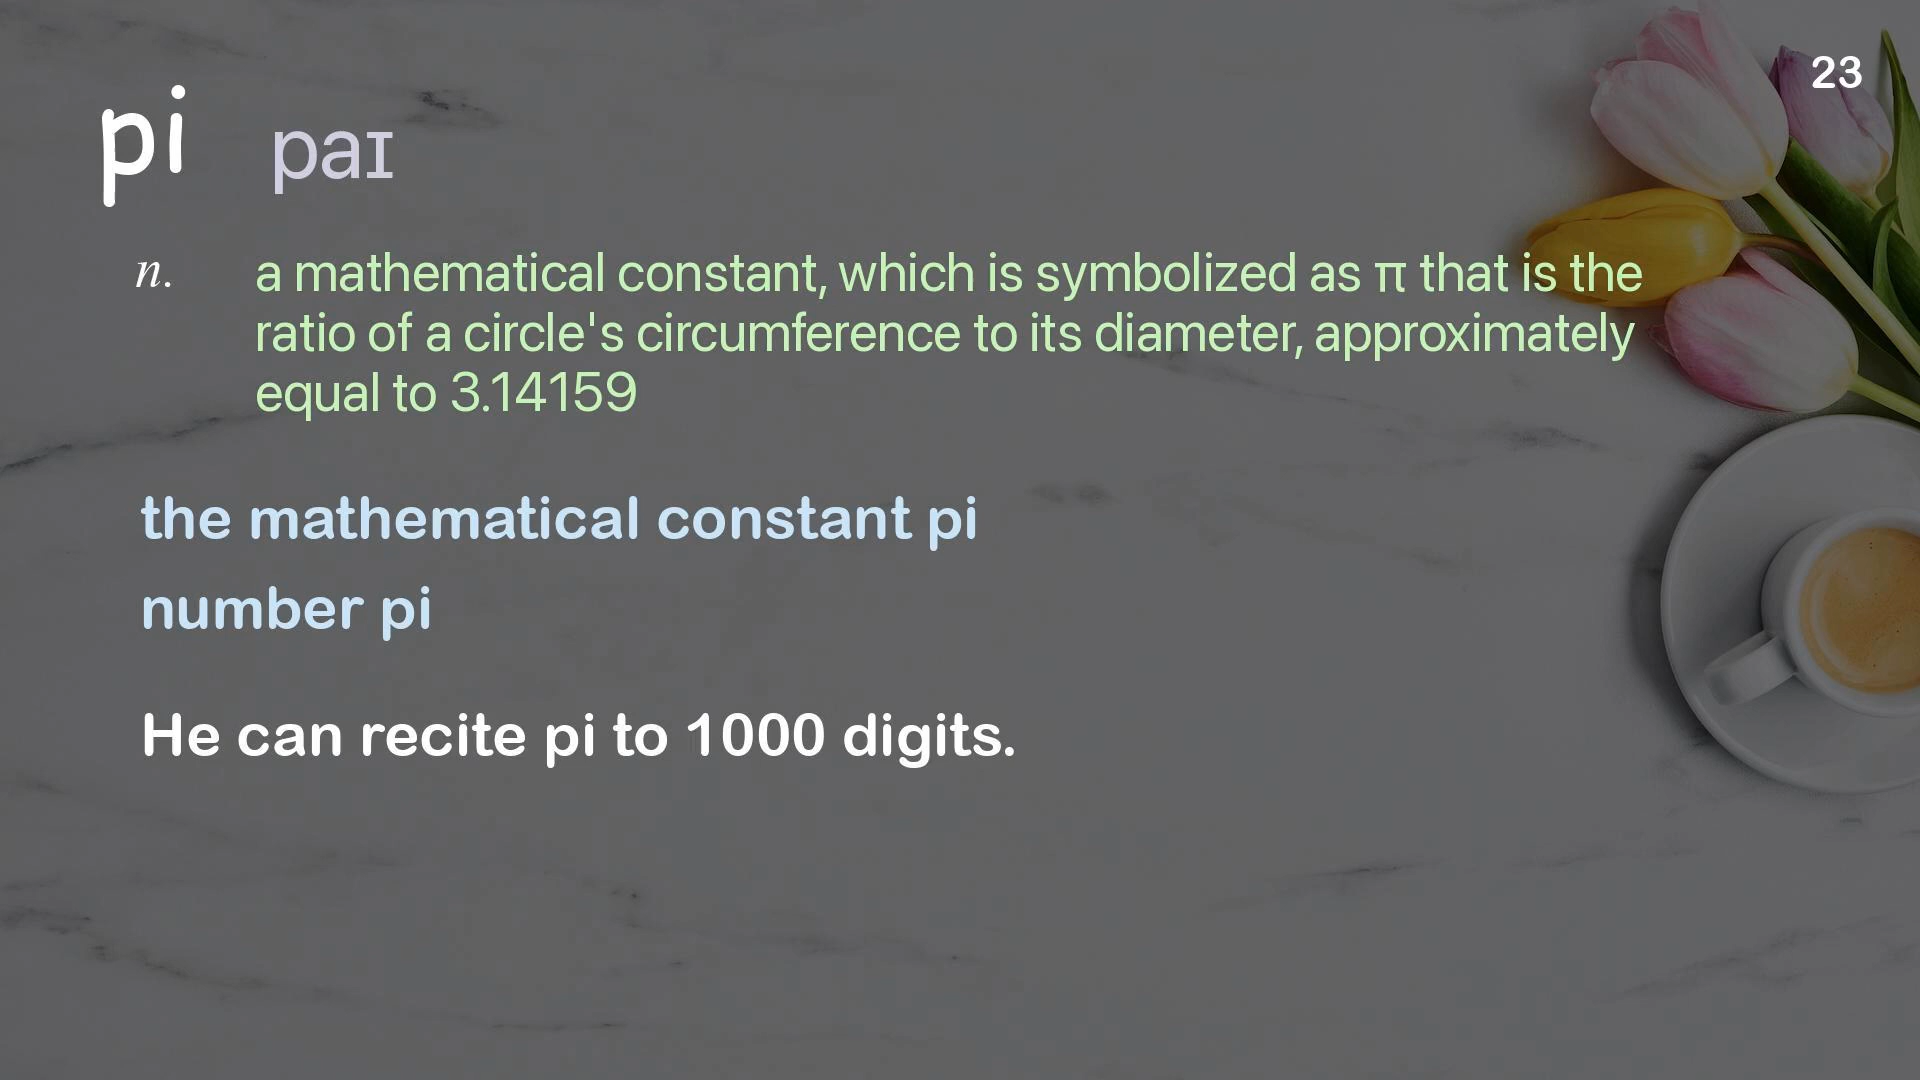 23
pi paɪ
n. a mathematical constant, which is symbolized as π that is the
ratio of a circle's circumference to its diameter, approximately
equal to 3.14159
the mathematical constant pi
number pi
He can recite pi to 1000 digits.